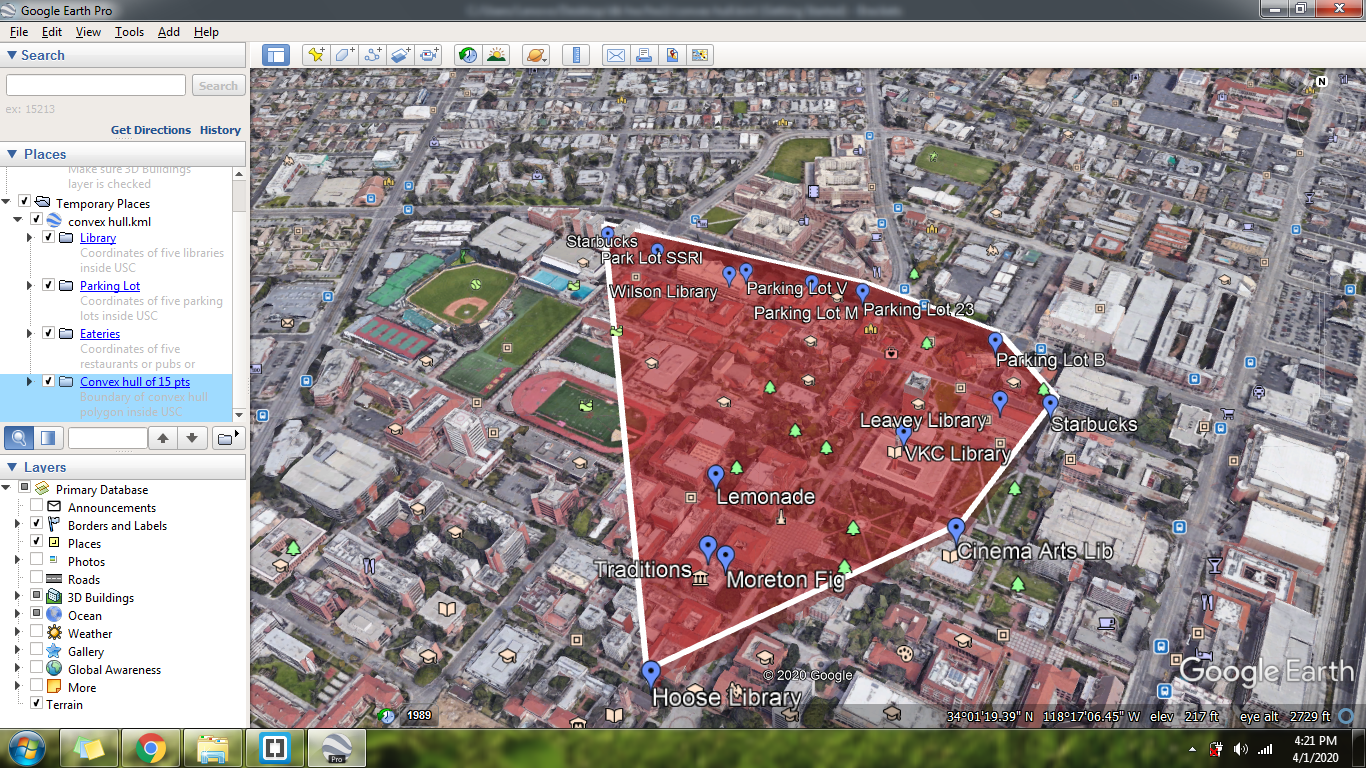 Google Earth Pro
File Edit View Tools Add Help
Search
Search
ex: 15213
Get Directions History
Places
Make sure 3D Buildings
layer is checked
Temporary Places
convex hull.kml
Library
Coordinates of five libraries
inside USC
Parking Lot
Coordinates of five parking
lots inside USC
Eateries
Coordinates of five
restaurants or pubs or
Convex hull of 15 pts
Boundary of convex hull
polygon inside USC
Layers
Primary Database
Announcements
Borders and Labels
Places
Photos
Roads
3D Buildings
Ocean
Weather
Gallery
Global Awareness
More
Terrain
N
Starbucks
Park Lot SSRI
Wilson Library
Parking Lot V
Parking Lot M
Parking Lot 23
Parking Lot B
Leavey Library
Starbucks
VKC Library
Lemonade
Cinema Arts Lib
Traditions
Moreton Fig
Hoose Library
© 2020 Google
Google Earth
1989
34°01'19.39" N 118°17'06.45" W elev 217 ft eye alt 2729 ft
Pro
4:21 PM
4/1/2020